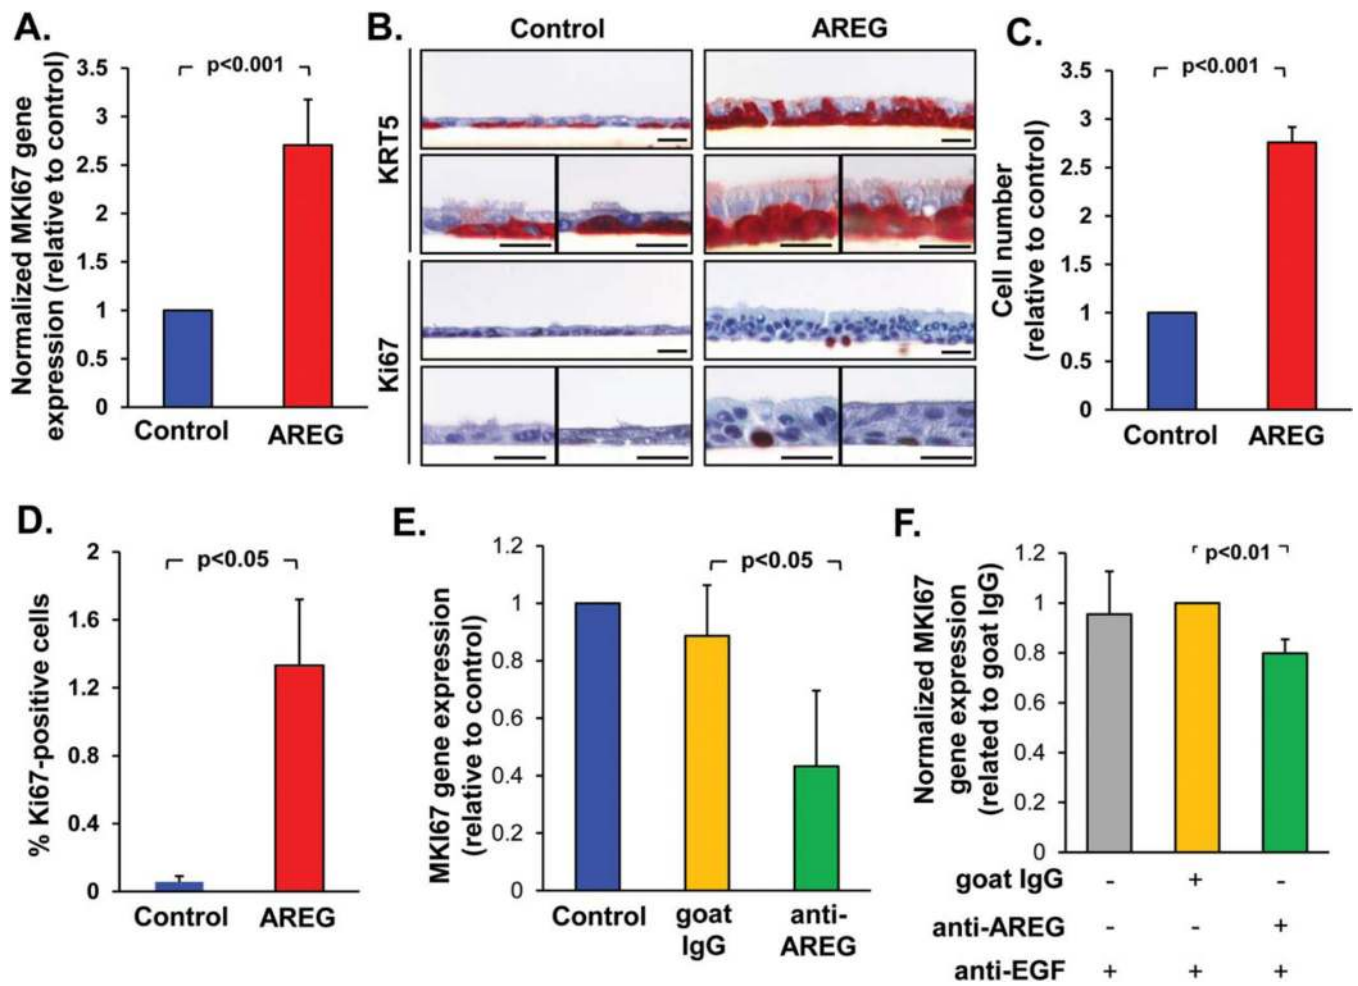 A.
Normalized MKI67 gene
expression (relative to control)
3.5
3
2.5
2
1.5
1
0.5
0
p<0.001
Control
AREG
B.
Control
AREG
KRT5
Ki67
C.
Cell number
(relative to control)
3.5
3
2.5
2
1.5
1
0.5
0
p<0.001
Control
AREG
D.
% Ki67-positive cells
2
1.6
1.2
0.8
0.4
0
p<0.05
Control
AREG
E.
MKI67 gene expression
(relative to control)
1.2
1
0.8
0.6
0.4
0.2
0
p<0.05
Control
goat
IgG
anti-
AREG
F.
Normalized MKI67
gene expression
(related to goat IgG)
1.2
1
0.8
0.6
0.4
0.2
0
p<0.01
goat IgG - + -
anti-AREG - - +
anti-EGF + + +